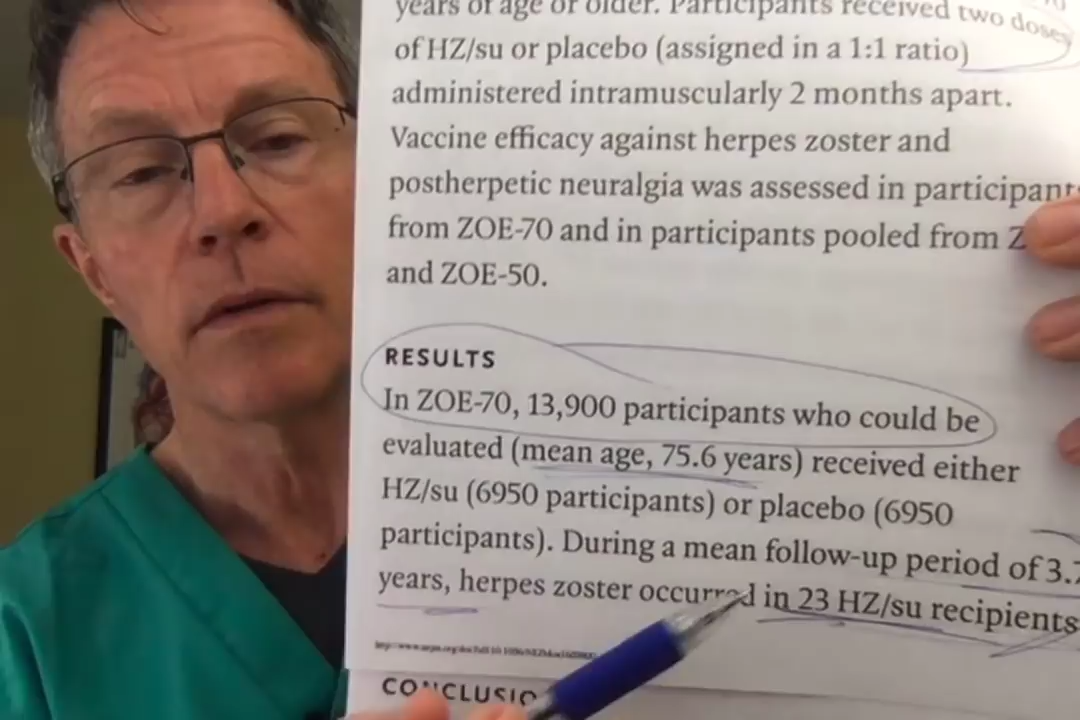 years of age or older. Participants received two doses
of HZ/su or placebo (assigned in a 1:1 ratio)
administered intramuscularly 2 months apart.
Vaccine efficacy against herpes zoster and
postherpetic neuralgia was assessed in participants
from ZOE-70 and in participants pooled from
and ZOE-50.
RESULTS
In ZOE-70, 13,900 participants who could be
evaluated (mean age, 75.6 years) received either
HZ/su (6950 participants) or placebo (6950
participants). During a mean follow-up period of 3.7
years, herpes zoster occurred in 23 HZ/su recipients